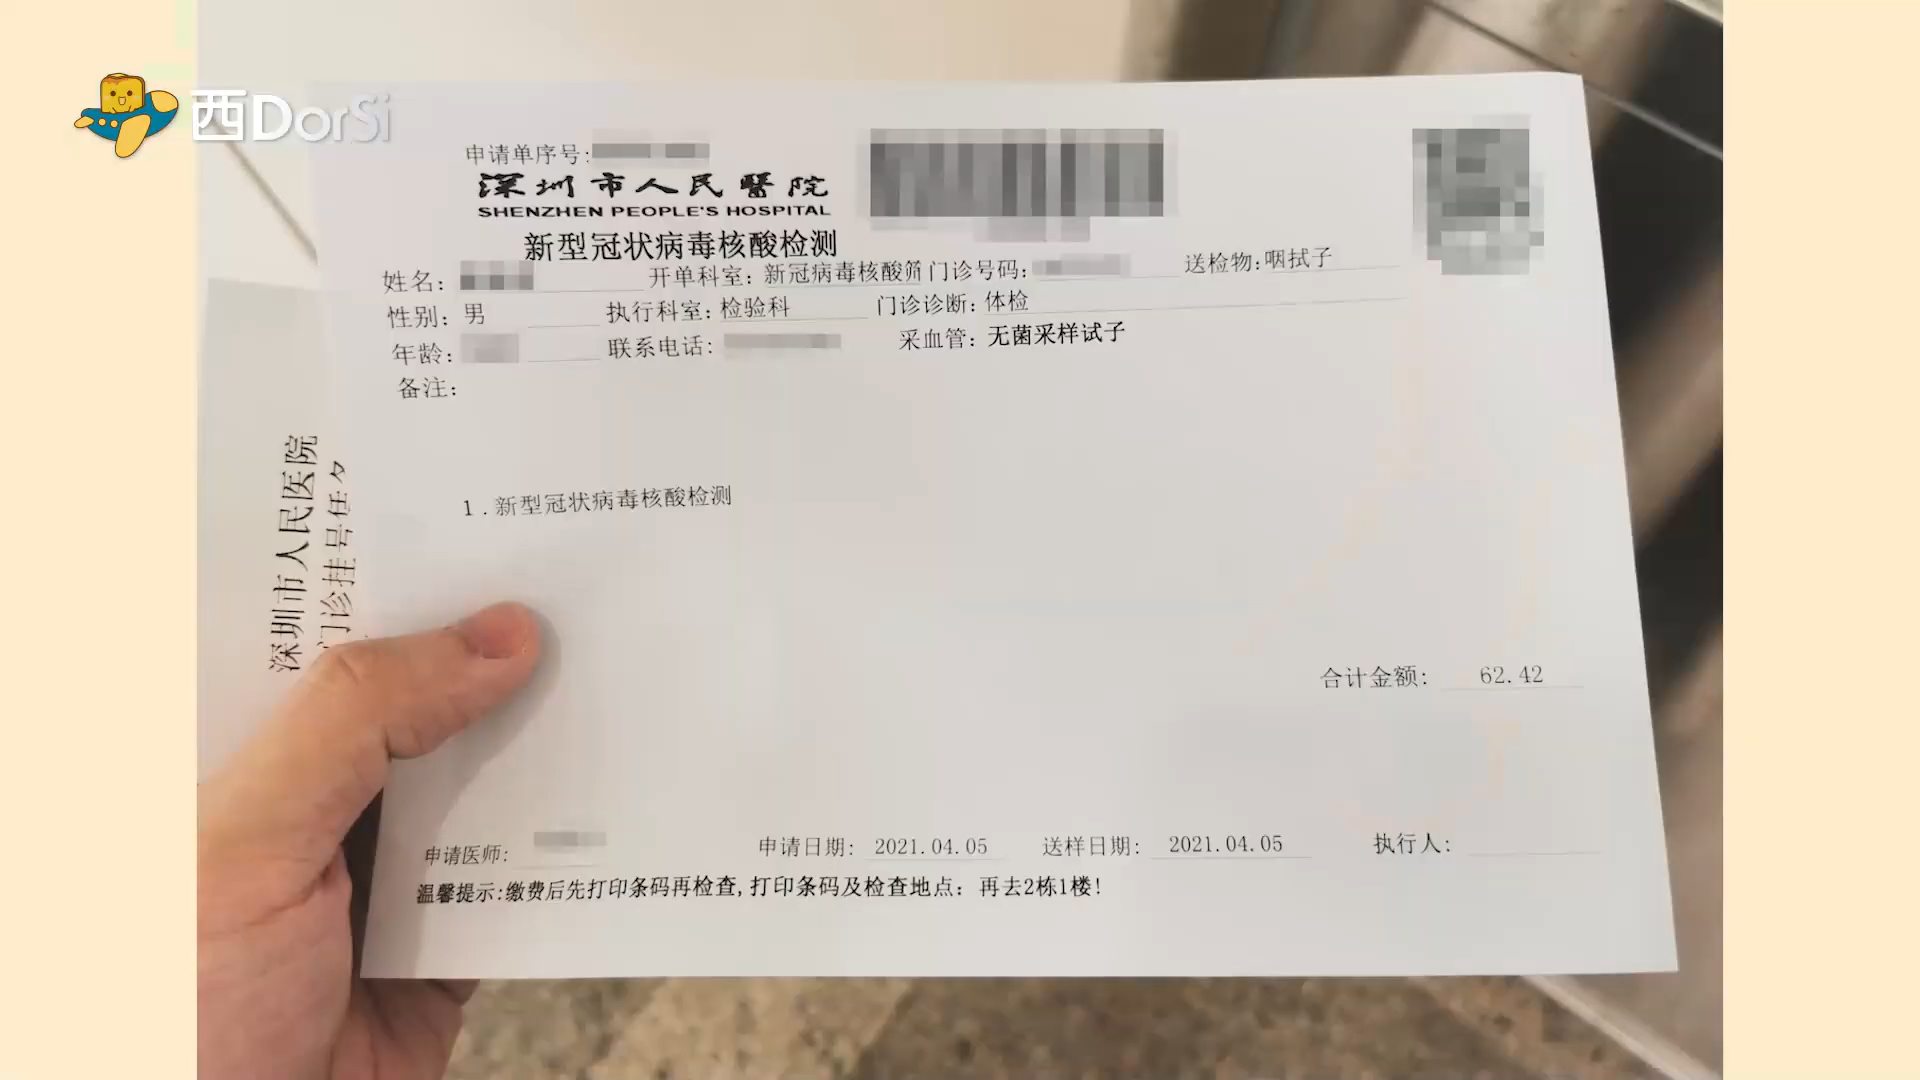 西DorSi
申请单序号:
深圳市人民醫院
SHENZHEN PEOPLE'S HOSPITAL
新型冠状病毒核酸检测
姓名: 开单科室: 新冠病毒核酸筛 门诊号码: 送检物:咽拭子
性别: 男 执行科室: 检验科 门诊诊断: 体检
年龄: 联系电话: 采血管: 无菌采样试子
备注:
1.新型冠状病毒核酸检测
合计金额: 62.42
申请医师: 申请日期: 2021.04.05 送样日期: 2021.04.05 执行人:
温馨提示:缴费后先打印条码再检查,打印条码及检查地点: 再去2栋1楼!
深圳市人民医院
门诊挂号任